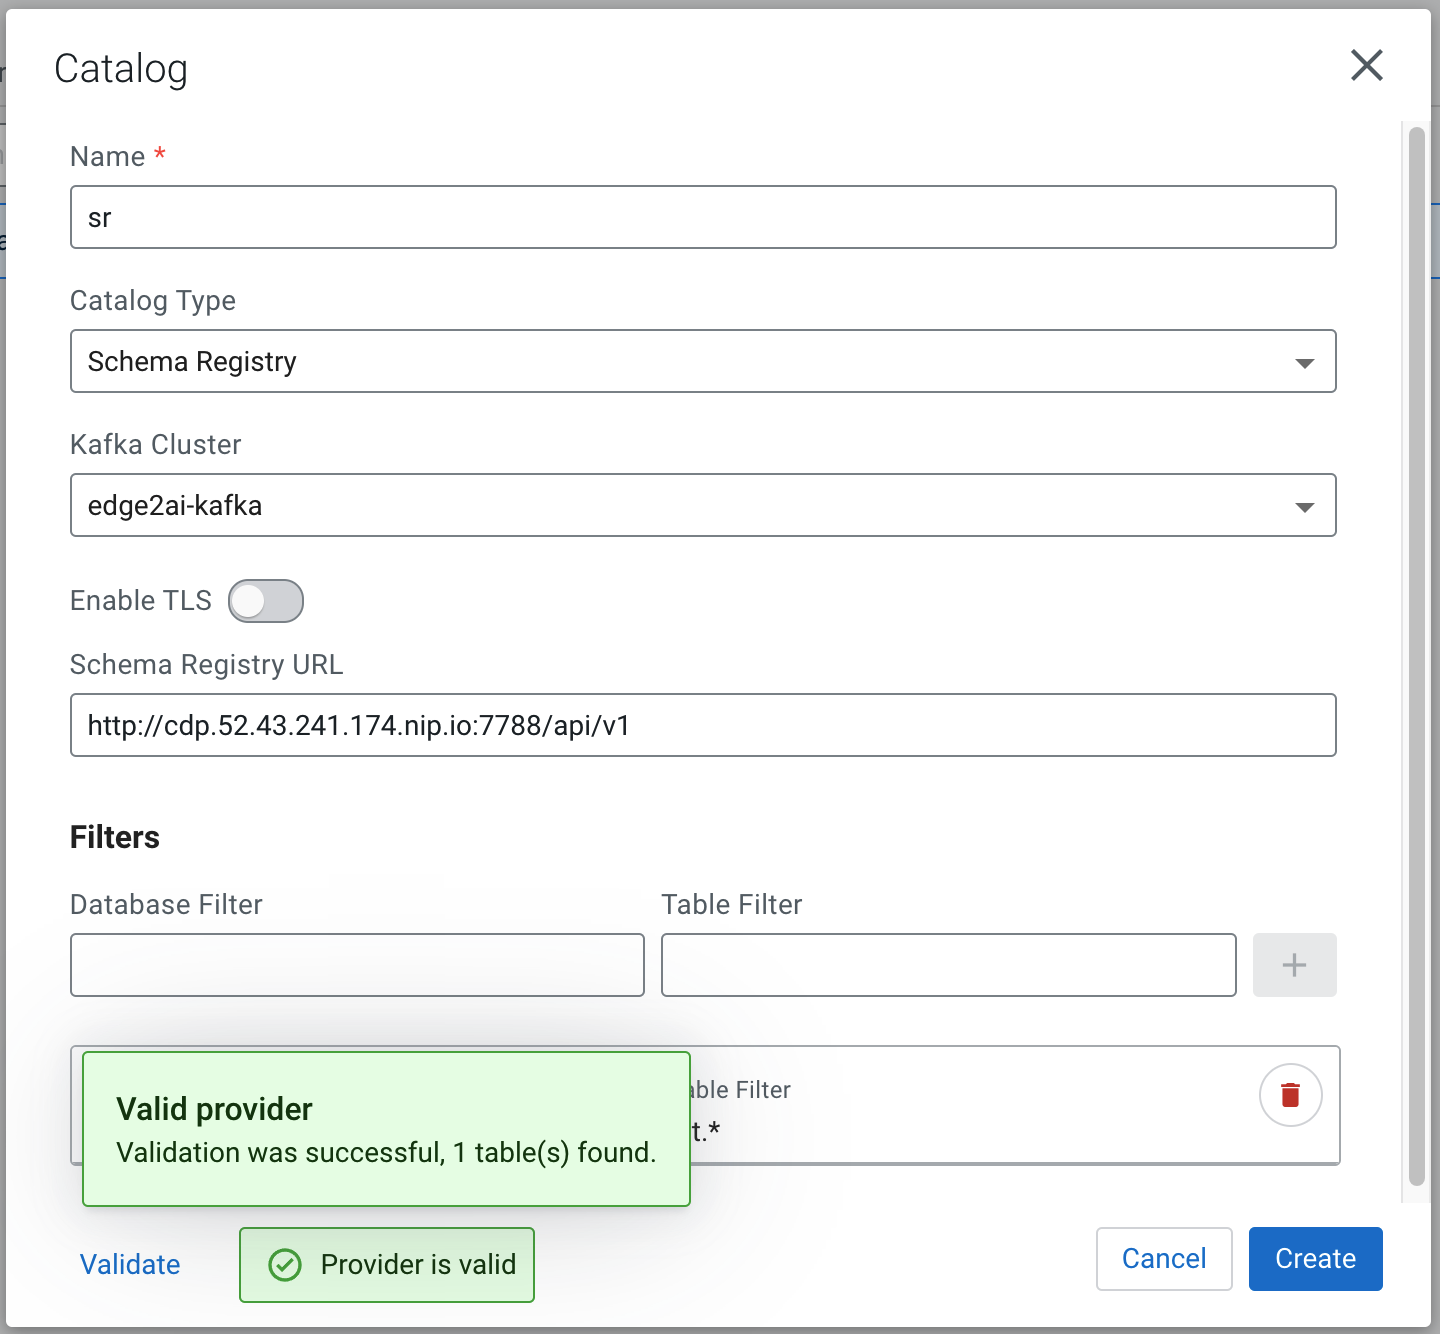 Catalog
Name *
sr
Catalog Type
Schema Registry
Kafka Cluster
edge2ai-kafka
Enable TLS
Schema Registry URL
http://cdp.52.43.241.174.nip.io:7788/api/v1
Filters
Database Filter Table Filter
Filter
t.*
Valid provider
Validation was successful, 1 table(s) found.
Validate
Provider is valid
Cancel
Create